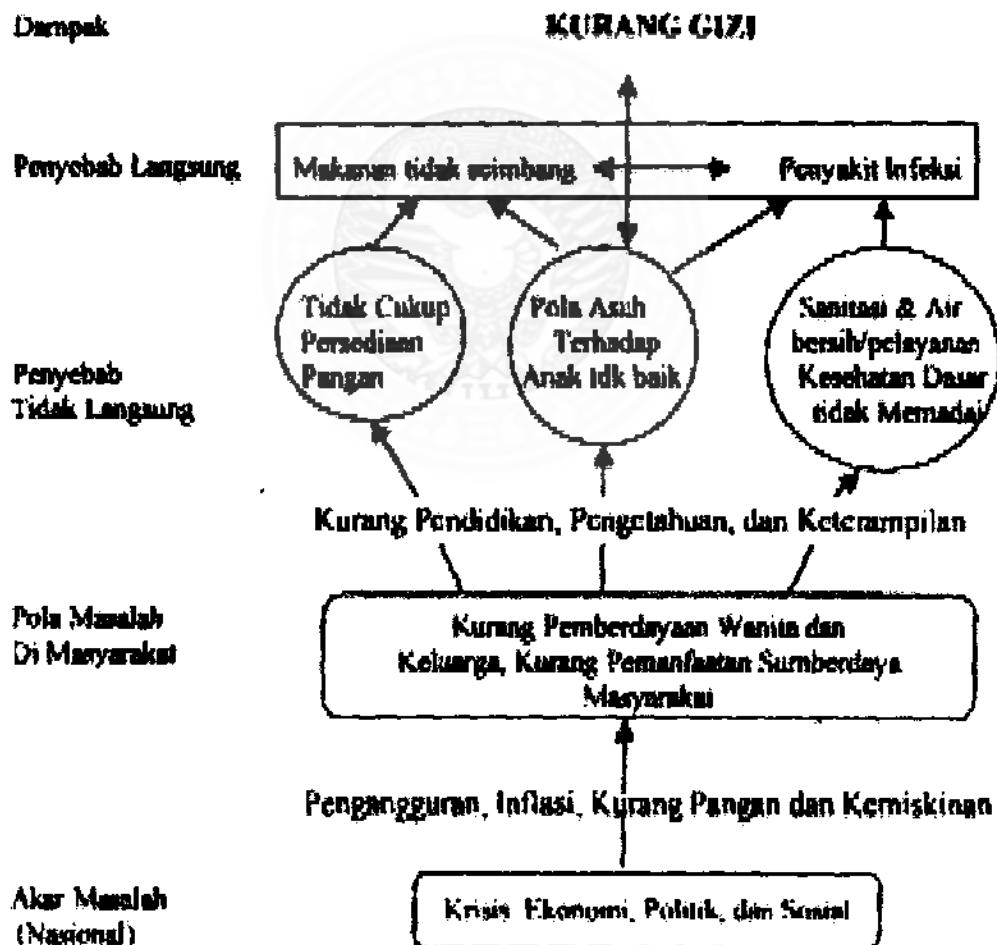 Dampak
KURANG GIZI
Penyebab Langsung
Makanan tidak seimbang
Penyakit Infeksi
Tidak Cukup
Persediaan
Pangan
Pola Asuh
Terhadap
Anak tdk baik
Sanitasi & Air
bersih/pelayanan
Kesehatan Dasar
tidak Memadai
Penyebab
Tidak Langsung
Kurang Pendidikan, Pengetahuan, dan Keterampilan
Pola Masalah
Di Masyarakat
Kurang Pemberdayaan Wanita dan
Keluarga, Kurang Pemanfaatan Sumberdaya
Masyarakat
Pengangguran, Inflasi, Kurang Pangan dan Kemiskinan
Akar Masalah
(Nasional)
Krisis Ekonomi, Politik, dan Sosial